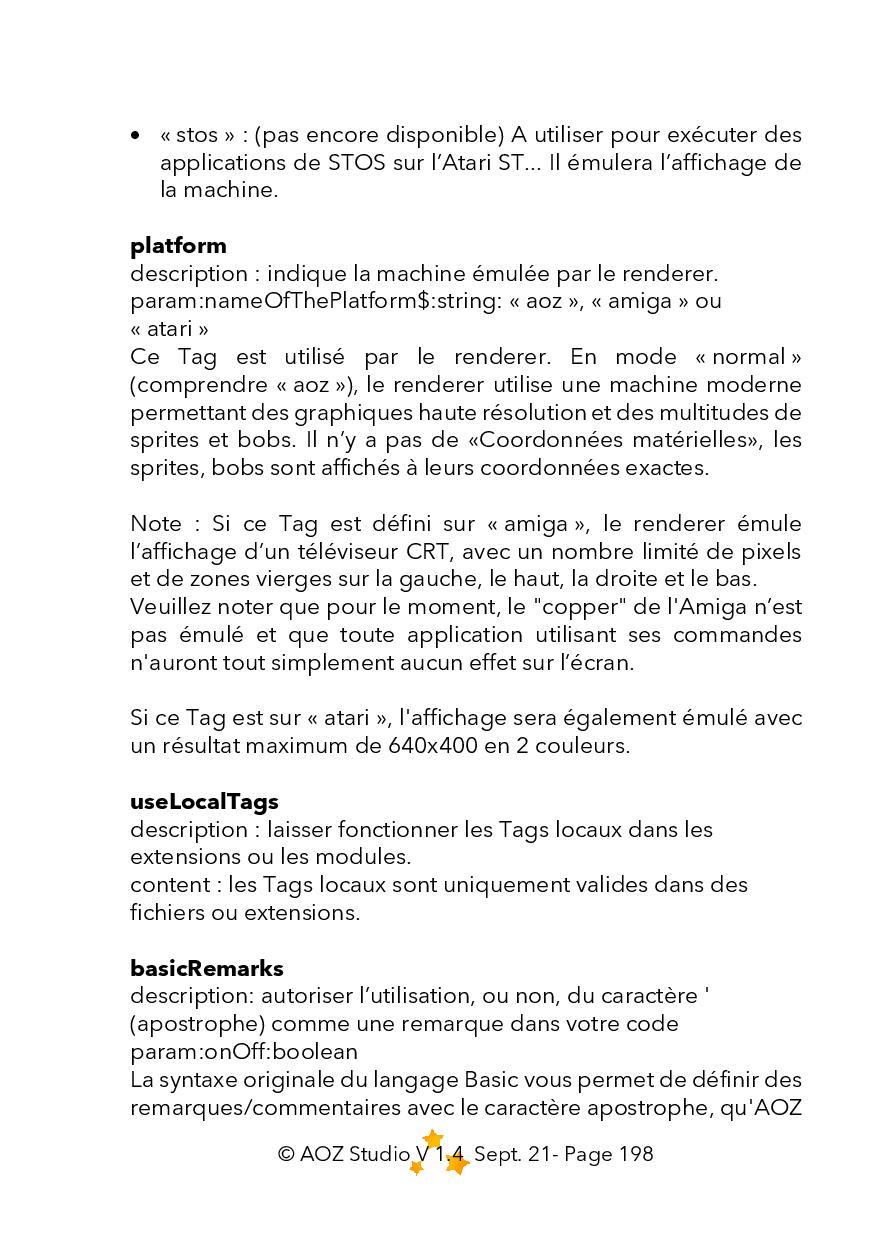 • « stos » : (pas encore disponible) A utiliser pour exécuter des
applications de STOS sur l’Atari ST... Il émulera l’affichage de
la machine.
platform
description : indique la machine émulée par le renderer.
param:nameOfThePlatform$:string: « aoz », « amiga » ou
« atari »
Ce Tag est utilisé par le renderer. En mode « normal »
(comprendre « aoz »), le renderer utilise une machine moderne
permettant des graphiques haute résolution et des multitudes de
sprites et bobs. Il n’y a pas de «Coordonnées matérielles», les
sprites, bobs sont affichés à leurs coordonnées exactes.
Note : Si ce Tag est défini sur « amiga », le renderer émule
l’affichage d’un téléviseur CRT, avec un nombre limité de pixels
et de zones vierges sur la gauche, le haut, la droite et le bas.
Veuillez noter que pour le moment, le "copper" de l'Amiga n’est
pas émulé et que toute application utilisant ses commandes
n'auront tout simplement aucun effet sur l’écran.
Si ce Tag est sur « atari », l'affichage sera également émulé avec
un résultat maximum de 640x400 en 2 couleurs.
useLocalTags
description : laisser fonctionner les Tags locaux dans les
extensions ou les modules.
content : les Tags locaux sont uniquement valides dans des
fichiers ou extensions.
basicRemarks
description: autoriser l’utilisation, ou non, du caractère '
(apostrophe) comme une remarque dans votre code
param:onOff:boolean
La syntaxe originale du langage Basic vous permet de définir des
remarques/commentaires avec le caractère apostrophe, qu'AOZ
© AOZ Studio V 1.4 Sept. 21- Page 198